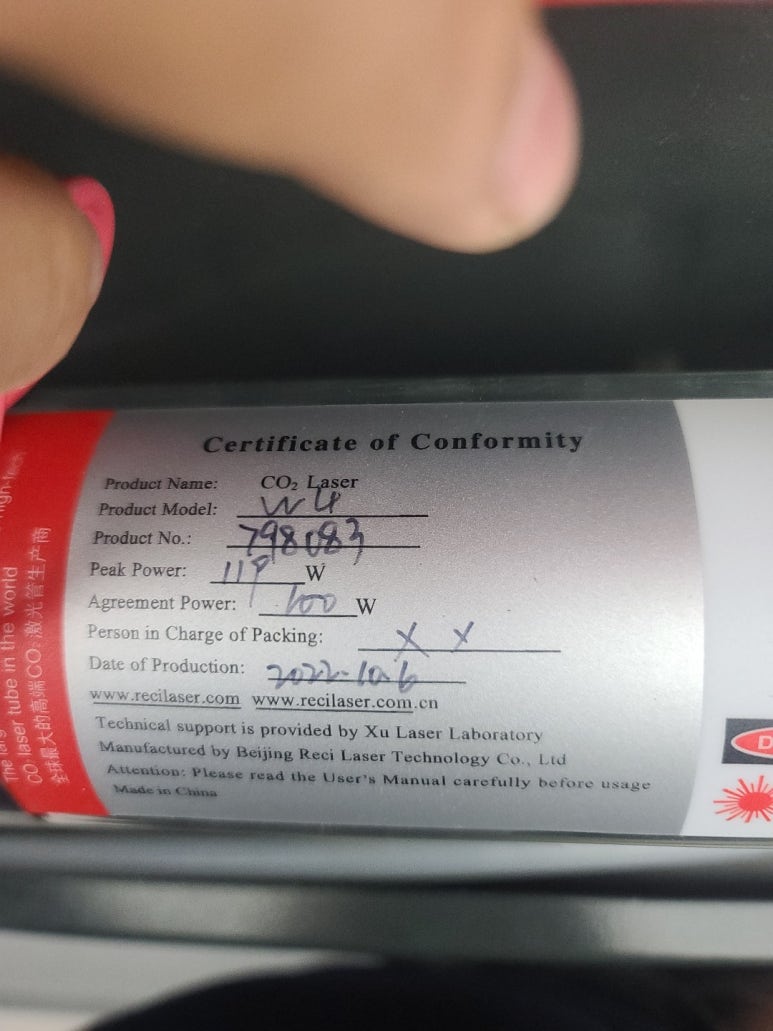 Certificate of Conformity
Product Name: CO₂ Laser
Product Model: W4
Product No.: 798083
Peak Power: 119 W
Agreement Power: 100 W
Person in Charge of Packing: X X
Date of Production: 2022-10-6
www.recilaser.com www.recilaser.com.cn
Technical support is provided by Xu Laser Laboratory
Manufactured by Beijing Reci Laser Technology Co., Ltd
Attention: Please read the User's Manual carefully before usage
Made in China
high-tech
CO₂ laser tube in the world
全球最大的高端CO₂激光管生产商
D